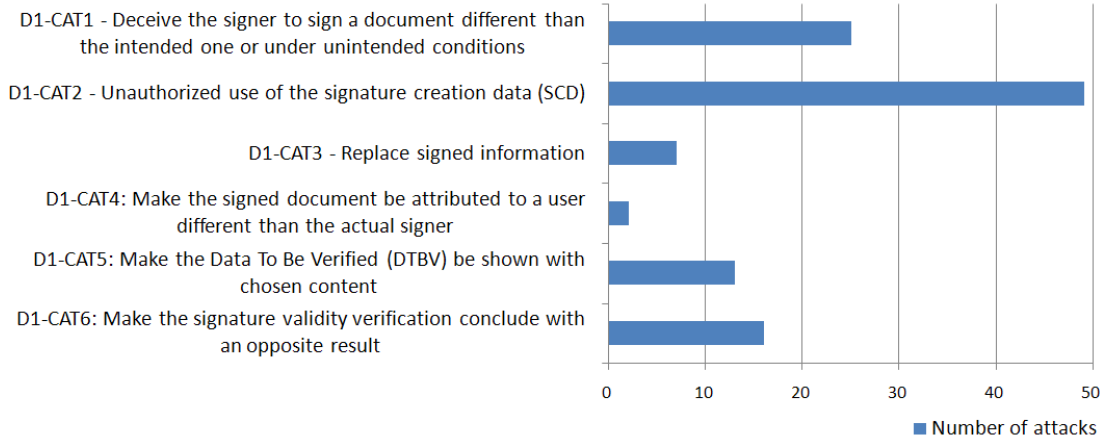 D1-CAT1 - Deceive the signer to sign a document different than
the intended one or under unintended conditions
D1-CAT2 - Unauthorized use of the signature creation data (SCD)
D1-CAT3 - Replace signed information
D1-CAT4: Make the signed document be attributed to a user
different than the actual signer
D1-CAT5: Make the Data To Be Verified (DTBV) be shown with
chosen content
D1-CAT6: Make the signature validity verification conclude with
an opposite result
0 10 20 30 40 50
Number of attacks